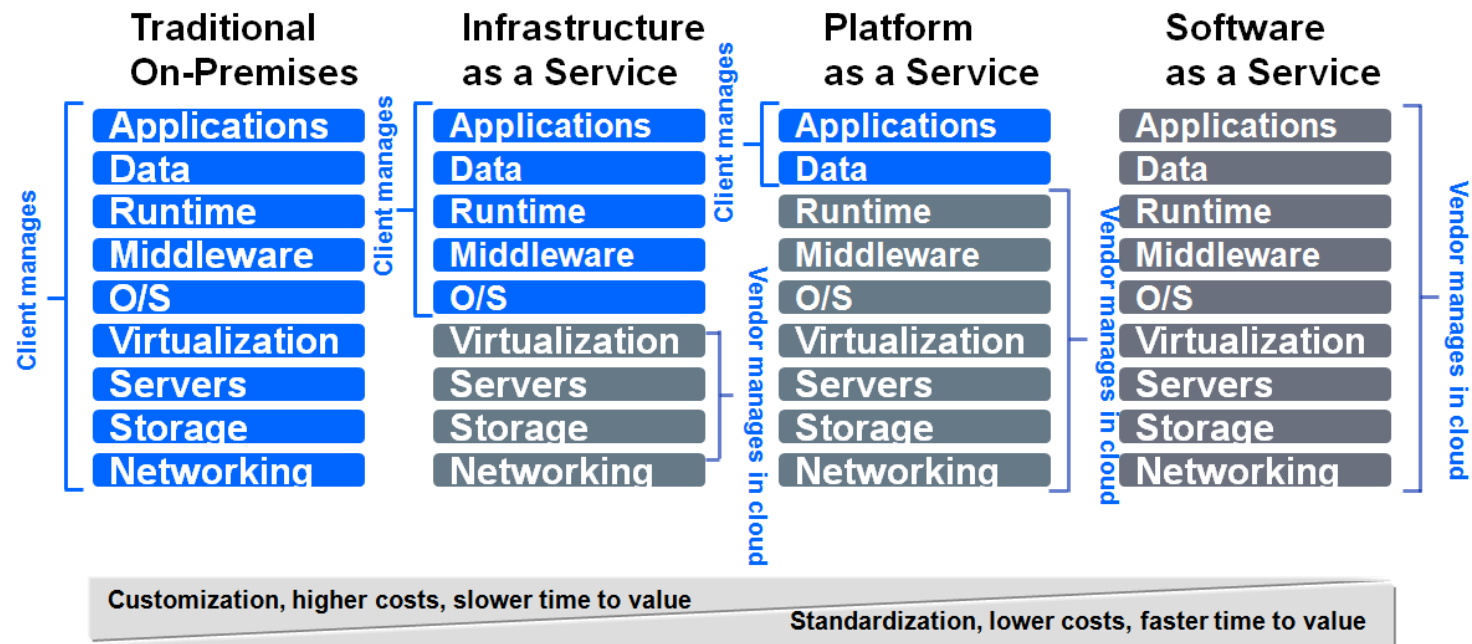 Traditional
On-Premises
Client manages
Applications
Data
Runtime
Middleware
O/S
Virtualization
Servers
Storage
Networking
Infrastructure
as a Service
Client manages
Applications
Data
Runtime
Middleware
O/S
Virtualization
Servers
Storage
Networking
Vendor manages in cloud
Platform
as a Service
Client manages
Applications
Data
Runtime
Middleware
O/S
Virtualization
Servers
Storage
Networking
Vendor manages in cloud
Software
as a Service
Applications
Data
Runtime
Middleware
O/S
Virtualization
Servers
Storage
Networking
Vendor manages in cloud
Customization, higher costs, slower time to value
Standardization, lower costs, faster time to value